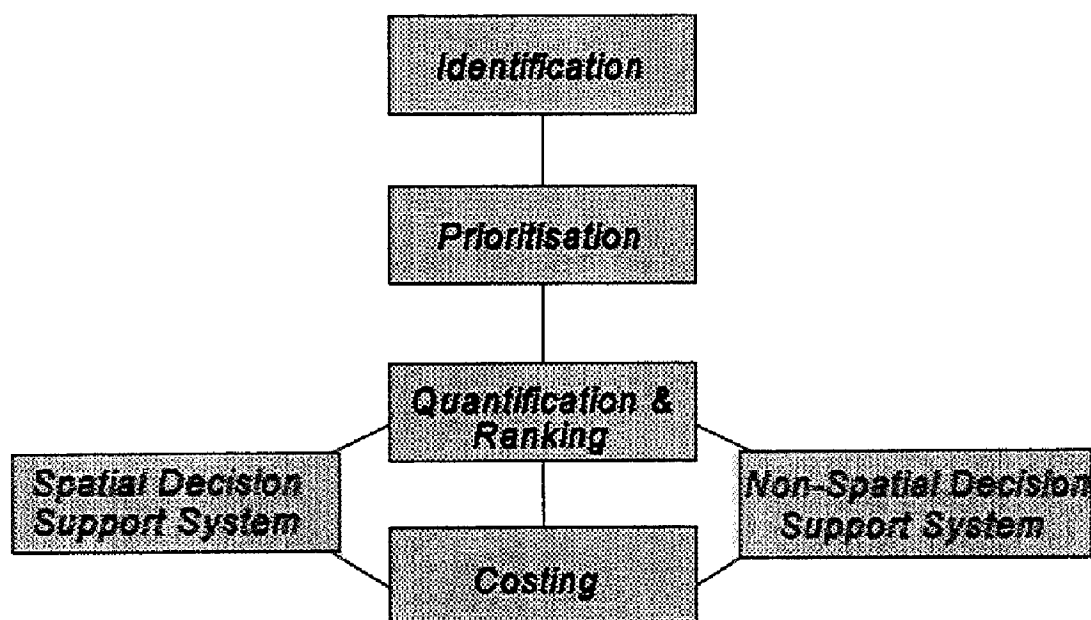 Identification
Prioritisation
Quantification &
Ranking
Spatial Decision
Support System
Non-Spatial Decision
Support System
Costing